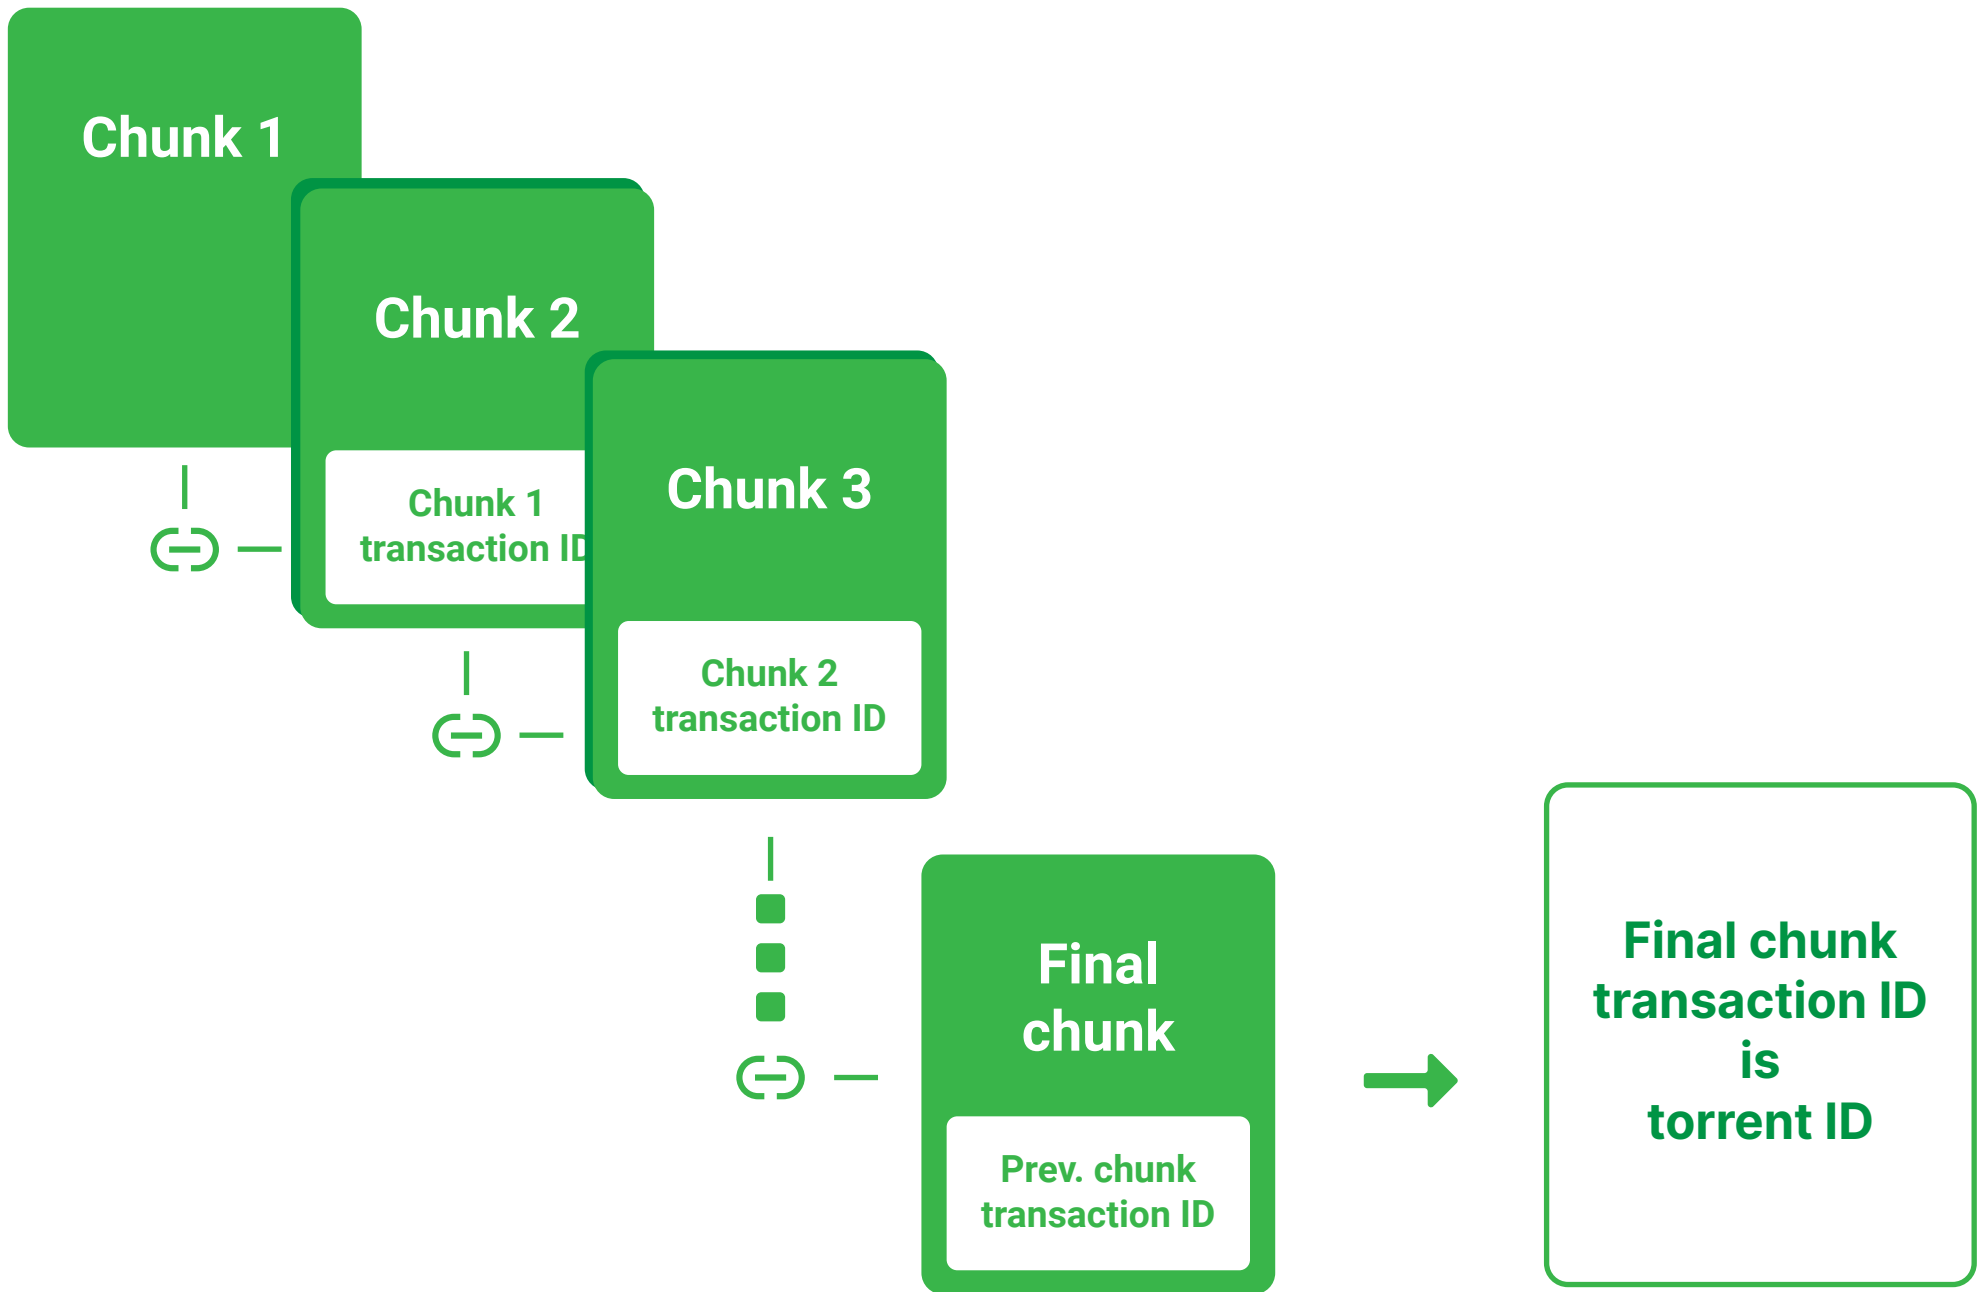 Chunk 1
Chunk 2
Chunk 1
transaction ID
Chunk 3
Chunk 2
transaction ID
Final
chunk
Prev. chunk
transaction ID
Final chunk
transaction ID
is
torrent ID